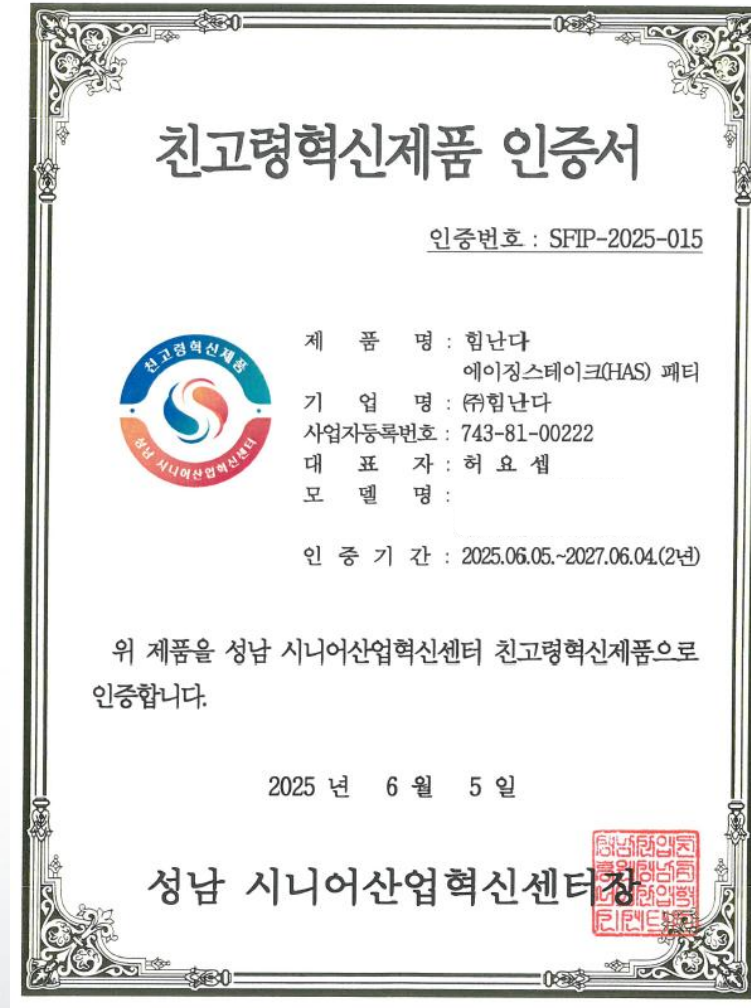 친고령혁신제품 인증서
인증번호 : SFIP-2025-015
친고령혁신제품
성남 시니어산업혁신센터
제 품 명 : 힘난다
에이징스테이크(HAS) 패티
기 업 명 : ㈜힘난다
사업자등록번호 : 743-81-00222
대 표 자 : 허 요 셉
모 델 명 :
인 증 기 간 : 2025.06.05.~2027.06.04.(2년)
위 제품을 성남 시니어산업혁신센터 친고령혁신제품으로
인증합니다.
2025 년 6 월 5 일
성남 시니어산업혁신센터장